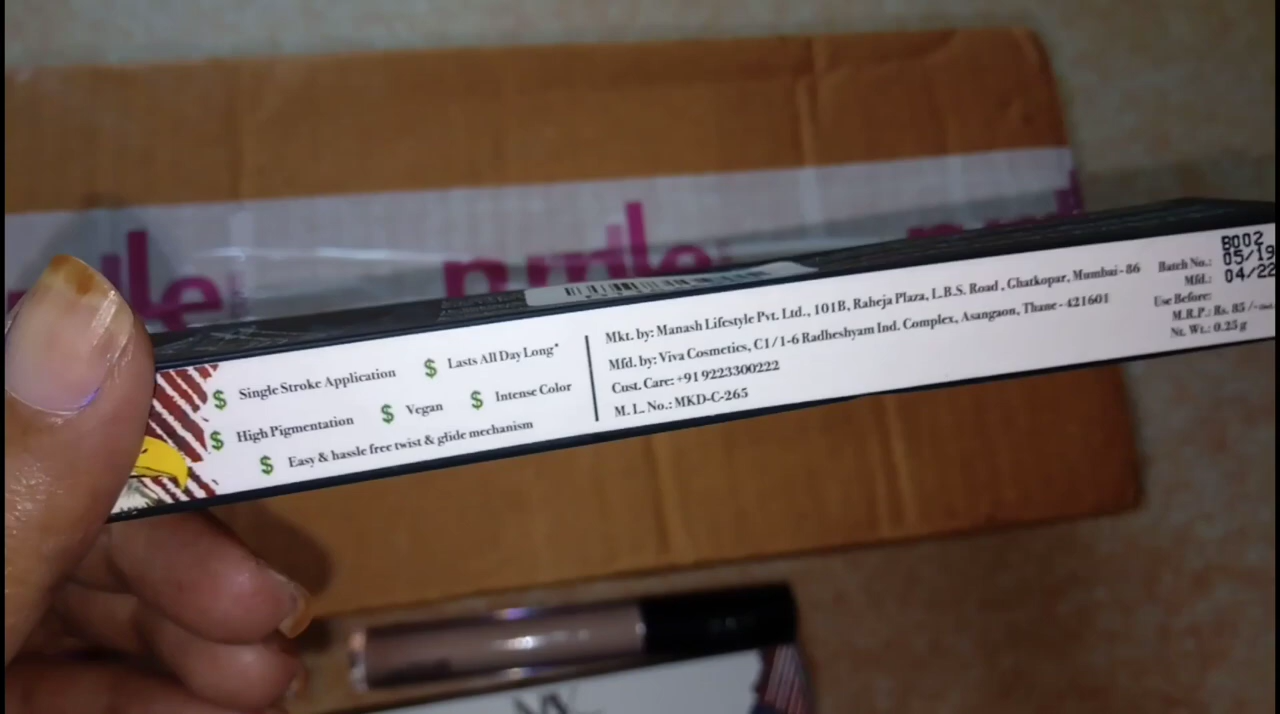 $ Single Stroke Application $ Lasts All Day Long*
$ High Pigmentation $ Vegan $ Intense Color
$ Easy & hassle free twist & glide mechanism
Mkt. by: Manash Lifestyle Pvt. Ltd., 101B, Raheja Plaza, L.B.S. Road , Ghatkopar, Mumbai - 86
Mfd. by: Viva Cosmetics, C1/1-6 Radheshyam Ind. Complex, Asangaon, Thane - 421601
Cust. Care: +91 9223300222
M. L. No.: MKD-C-265
B002
Batch No.: 05/19
Mfd.: 04/22
Use Before:
M.R.P.: Rs. 85 /-
Nt. Wt.: 0.25 g